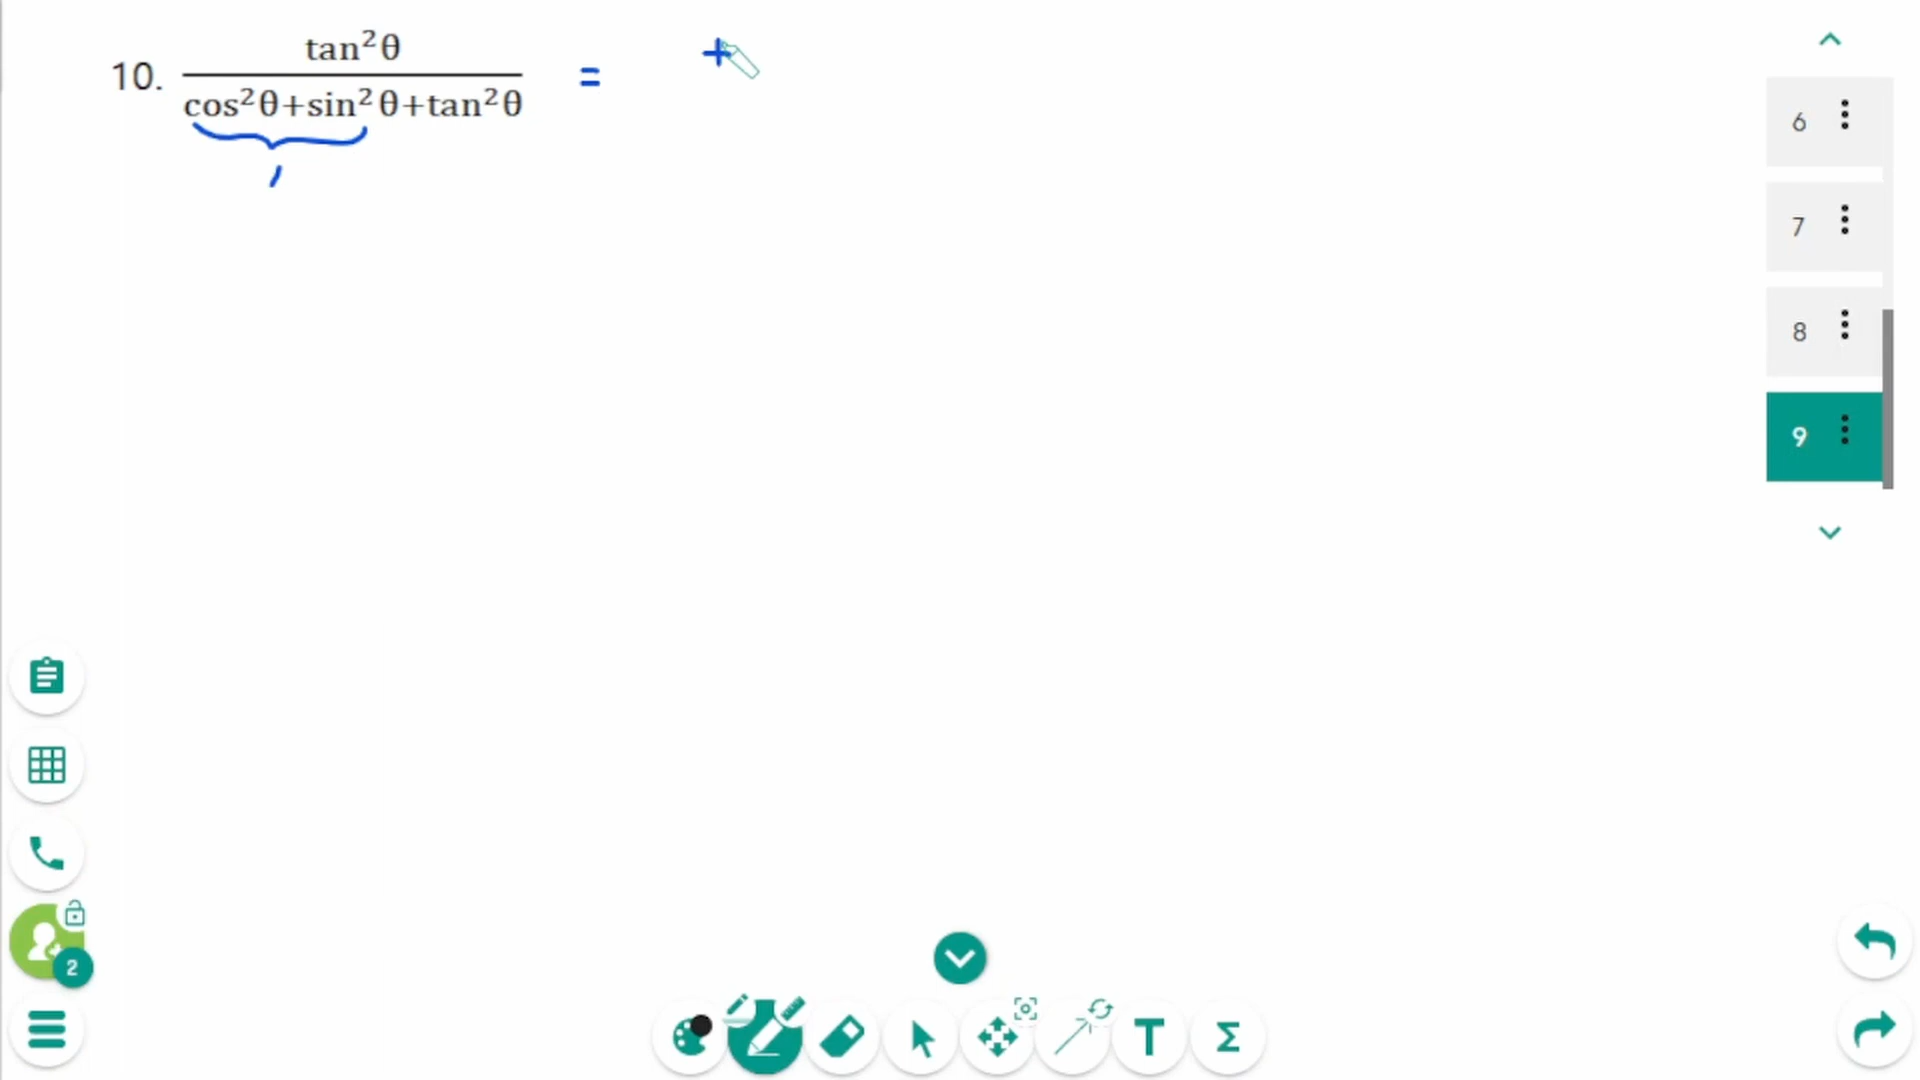 10. tan²θ / cos²θ+sin²θ+tan²θ = +
1
6
7
8
9
2
T
Σ